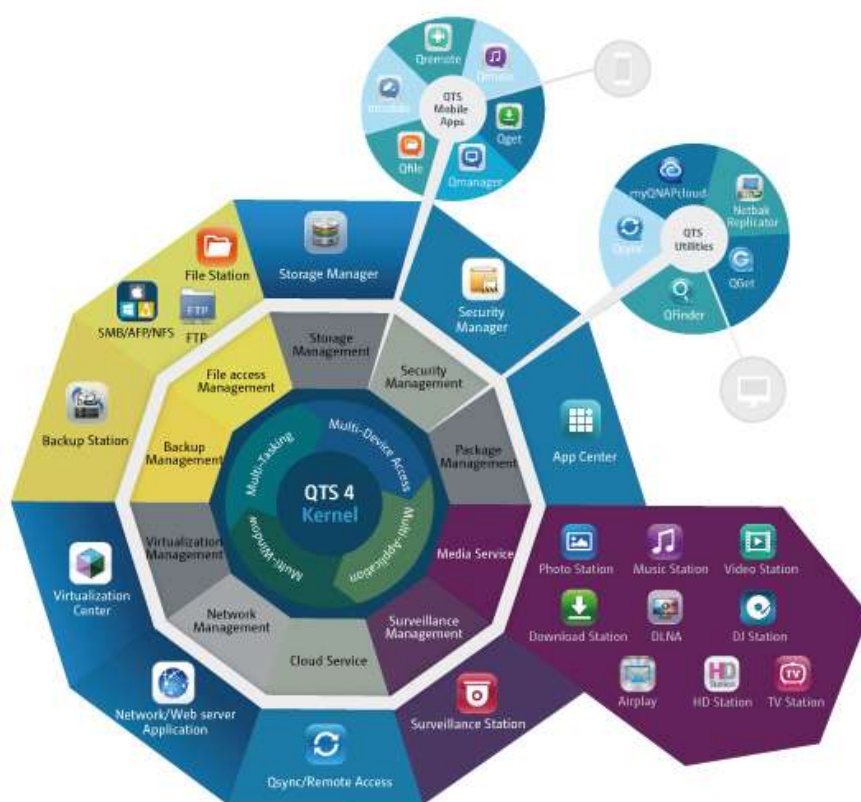 Qremote
Qmusic
QTS
Mobile
Apps
Qget
Qfile
Qmanager
myQNAPcloud
Netbak
Replicator
QTS
Utilities
QGet
QFinder
File Station
Storage Manager
Security
Manager
SMB/AFP/NFS
FTP
FTP
Storage
Management
File access
Management
Security
Management
Backup Station
Backup
Management
Package
Management
App Center
Multi-Tasking
Multi-Device Access
Multi-Application
Multi-Window
QTS 4
Kernel
Virtualization
Management
Media Service
Photo Station
Music Station
Video Station
Virtualization
Center
Network
Management
Surveillance
Management
Cloud Service
Download Station
DLNA
DJ Station
Network/Web server
Application
Surveillance Station
Airplay
HD
Station
HD Station
TV
TV Station
Qsync/Remote Access